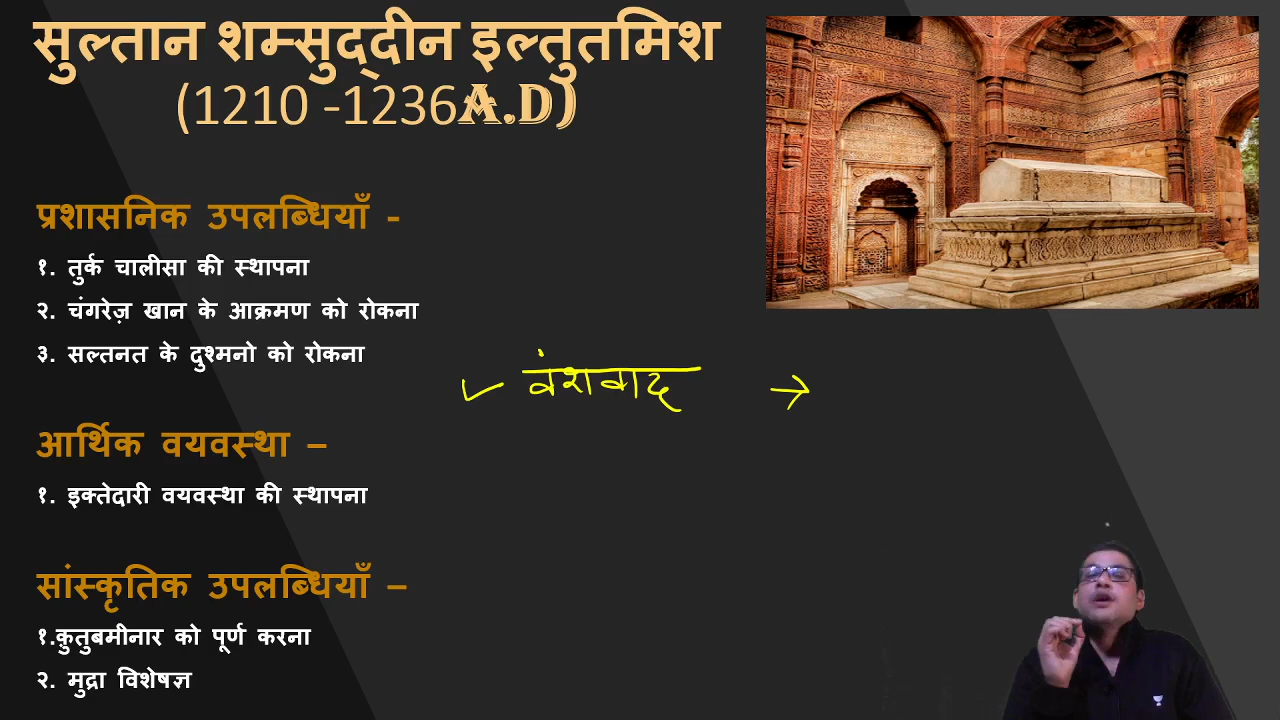 सुल्तान शम्सुद्दीन इल्तुतमिश
(1210 -1236A.D)
प्रशासनिक उपलब्धियाँ -
१. तुर्क चालीसा की स्थापना
२. चंगरेज़ खान के आक्रमण को रोकना
३. सल्तनत के दुश्मनो को रोकना
वंशवाद →
आर्थिक वयवस्था –
१. इक्तेदारी वयवस्था की स्थापना
सांस्कृतिक उपलब्धियाँ –
१.कुतुबमीनार को पूर्ण करना
२. मुद्रा विशेषज्ञ